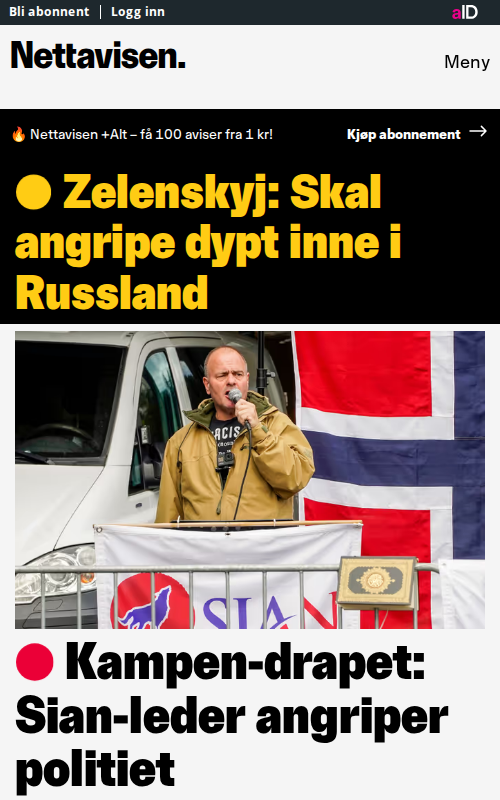 Bli abonnent | Logg inn
aID
Nettavisen.
Meny
🔥 Nettavisen +Alt – få 100 aviser fra 1 kr!
Kjøp abonnement →
Zelenskyj: Skal
angripe dypt inne i
Russland
SIAN
Kampen-drapet:
Sian-leder angriper
politiet